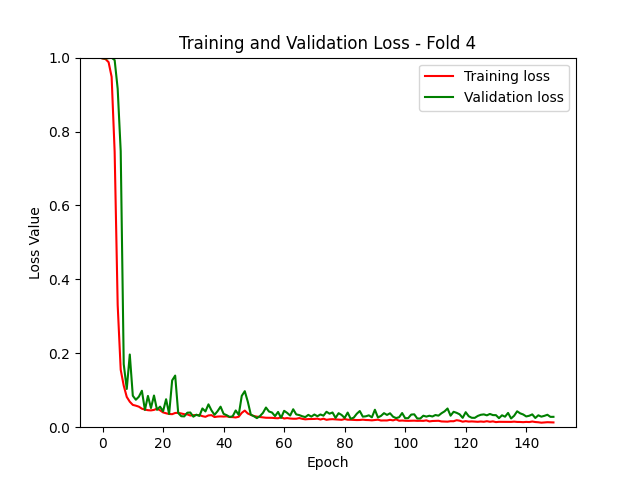 Training and Validation Loss - Fold 4
Training loss
Validation loss
Loss Value
1.0
0.8
0.6
0.4
0.2
0.0
0 20 40 60 80 100 120 140
Epoch